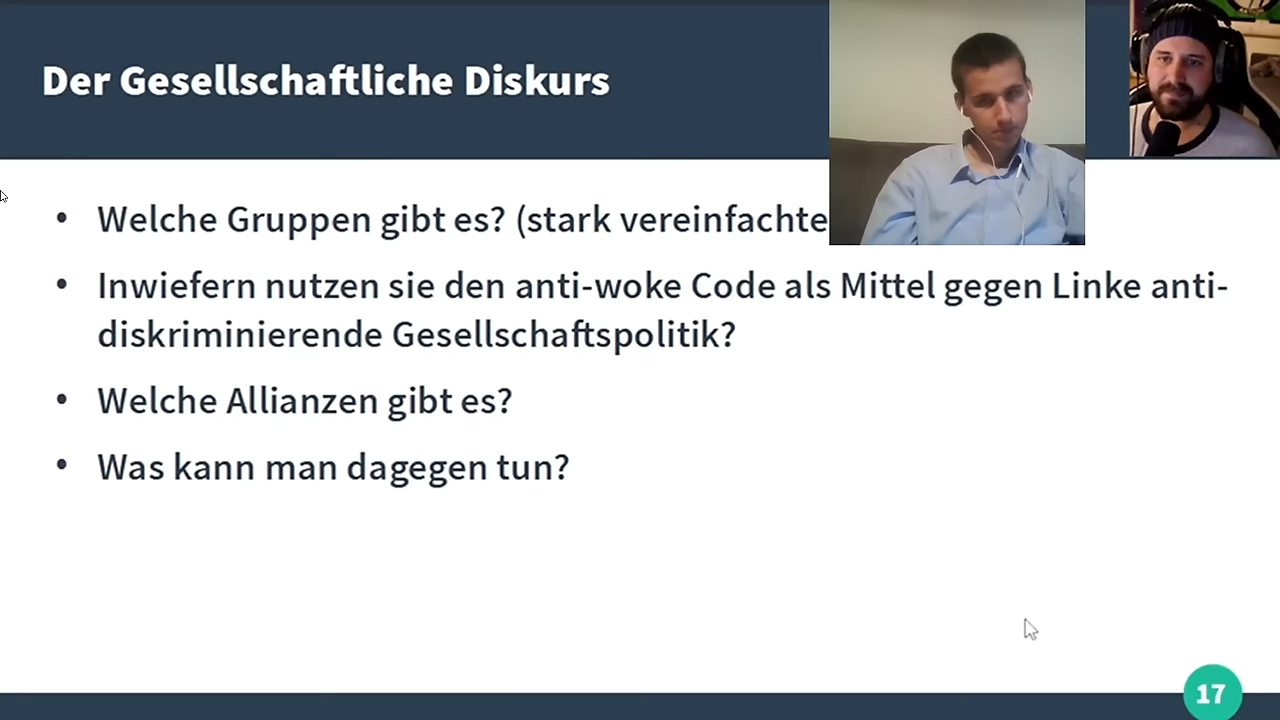 Der Gesellschaftliche Diskurs
Welche Gruppen gibt es? (stark vereinfachte
Inwiefern nutzen sie den anti-woke Code als Mittel gegen Linke anti-
diskriminierende Gesellschaftspolitik?
Welche Allianzen gibt es?
Was kann man dagegen tun?
17